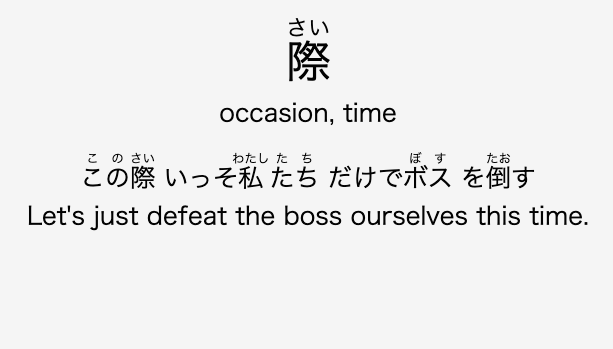 さい
際
occasion, time
こ の さい わたし た ち ぼ す たお
この際 いっそ私 たち だけでボス を倒す
Let's just defeat the boss ourselves this time.